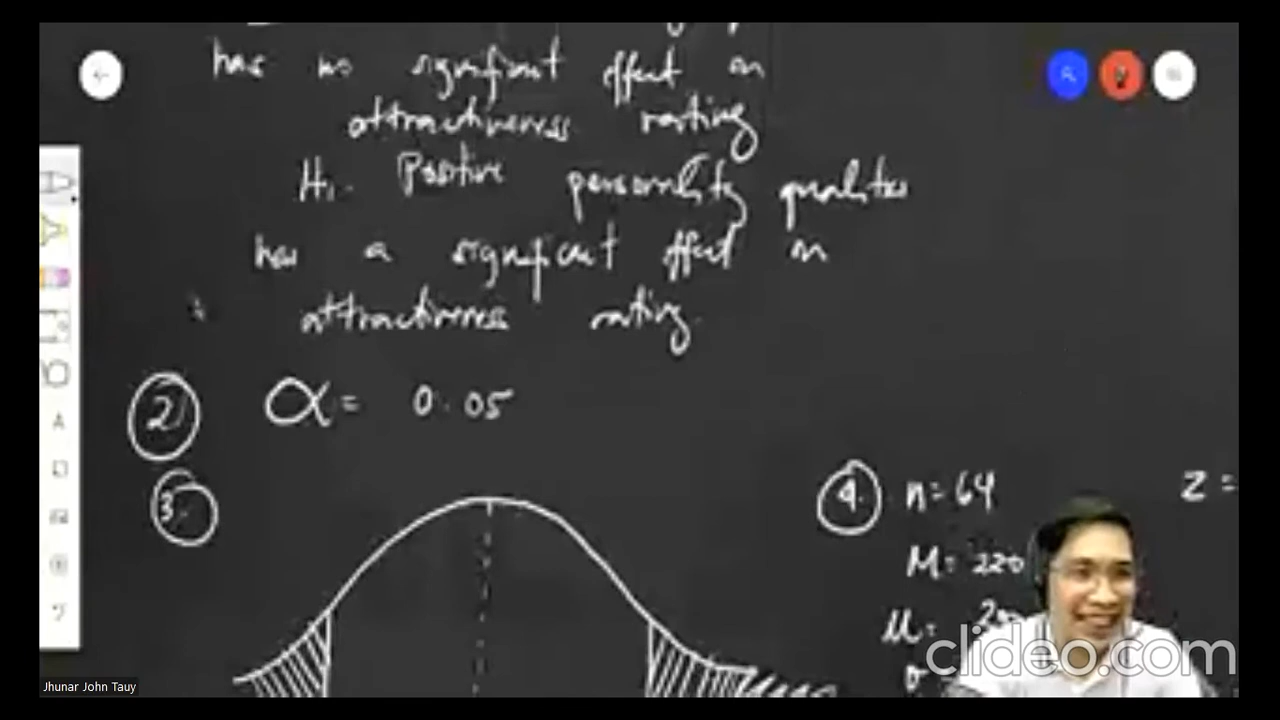 has no significant effect on
attractiveness rating
H₁. Positive personality qualities
has a significant effect on
attractiveness rating.
2. α = 0.05
3.
4. n = 64
Z =
M = 220
μ =
σ
clideo.com
Jhunar John Tauy